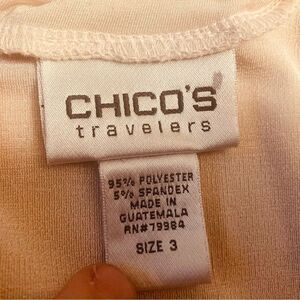 CHICO'S
travelers
95% POLYESTER
5% SPANDEX
MADE IN
GUATEMALA
RN#79984
SIZE 3